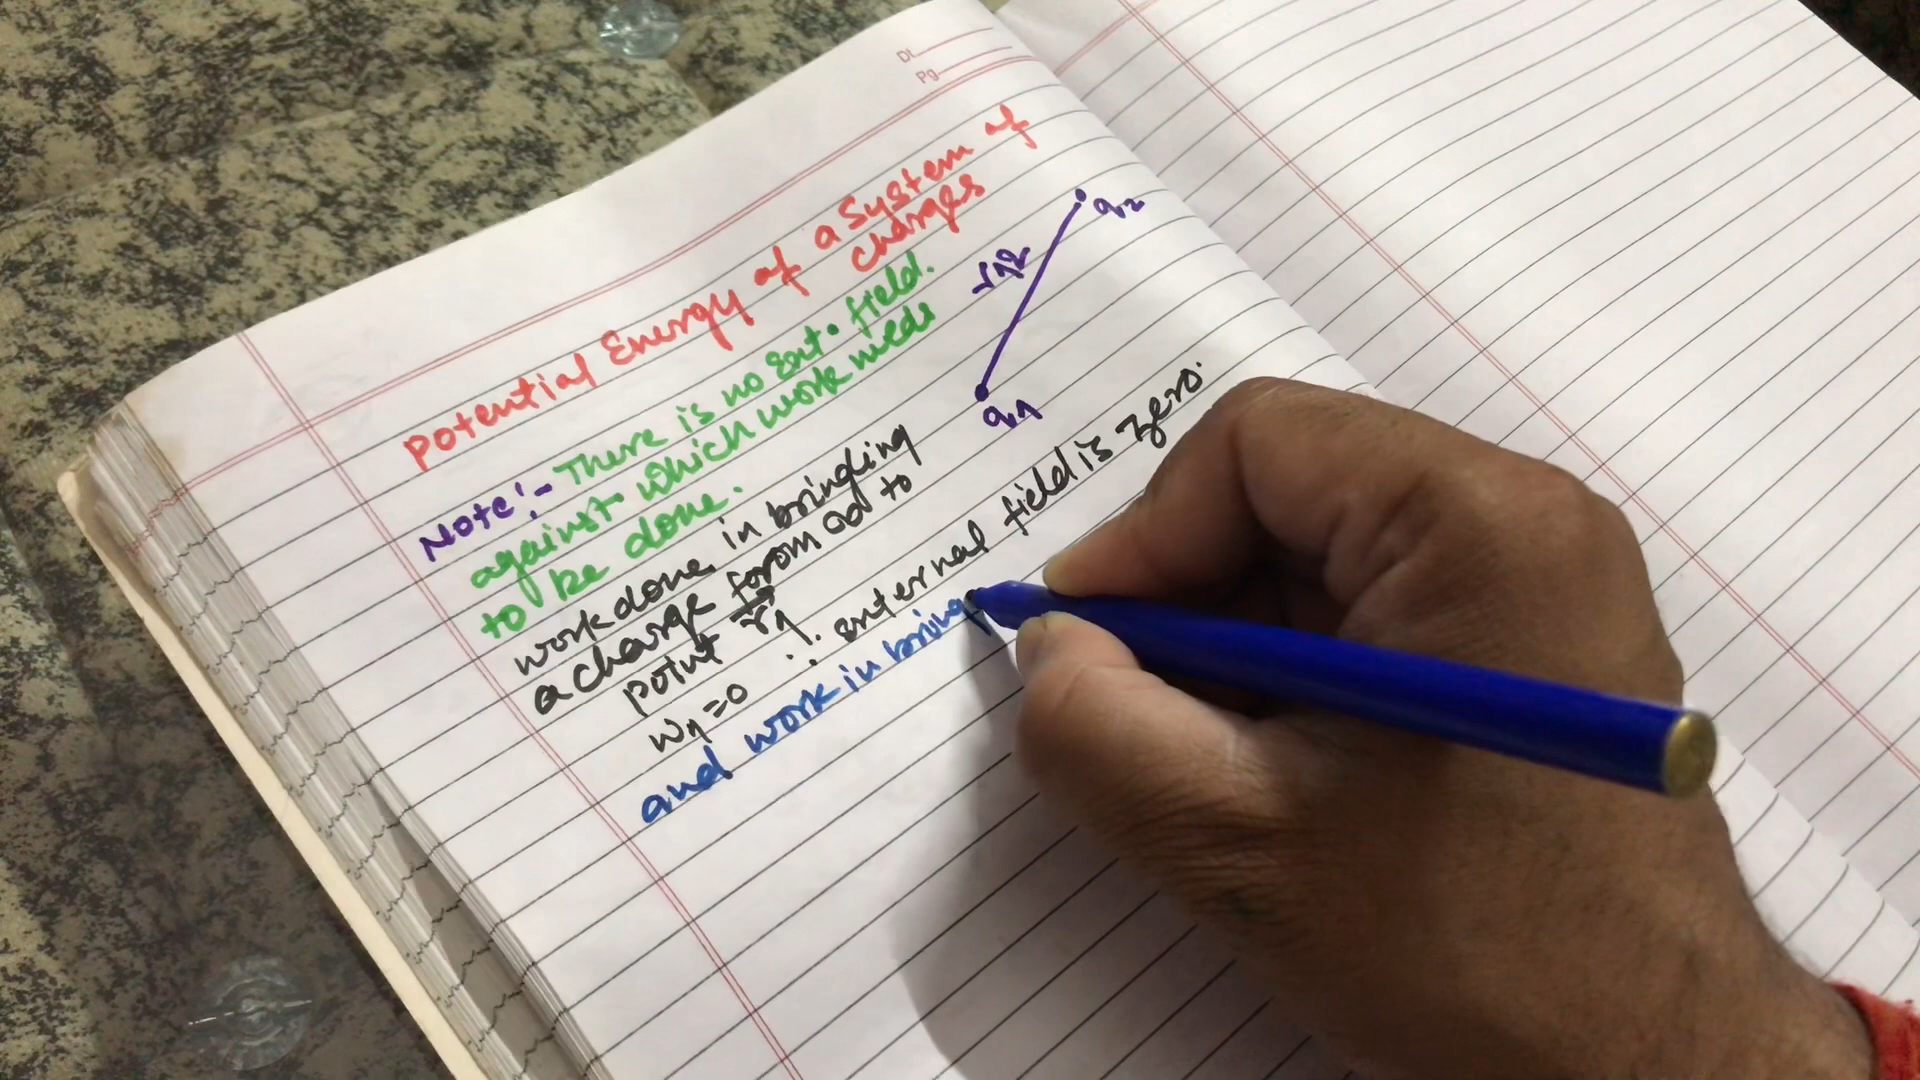 Dt
Pg
Potential Energy of a System of
charges
Note:- There is no Ext. field.
against which work needs
to be done.
q2
r12
q1
work done in bringing
a charge from ∞ to
point r1
W1=0 ∵ external field is zero.
and work in bring